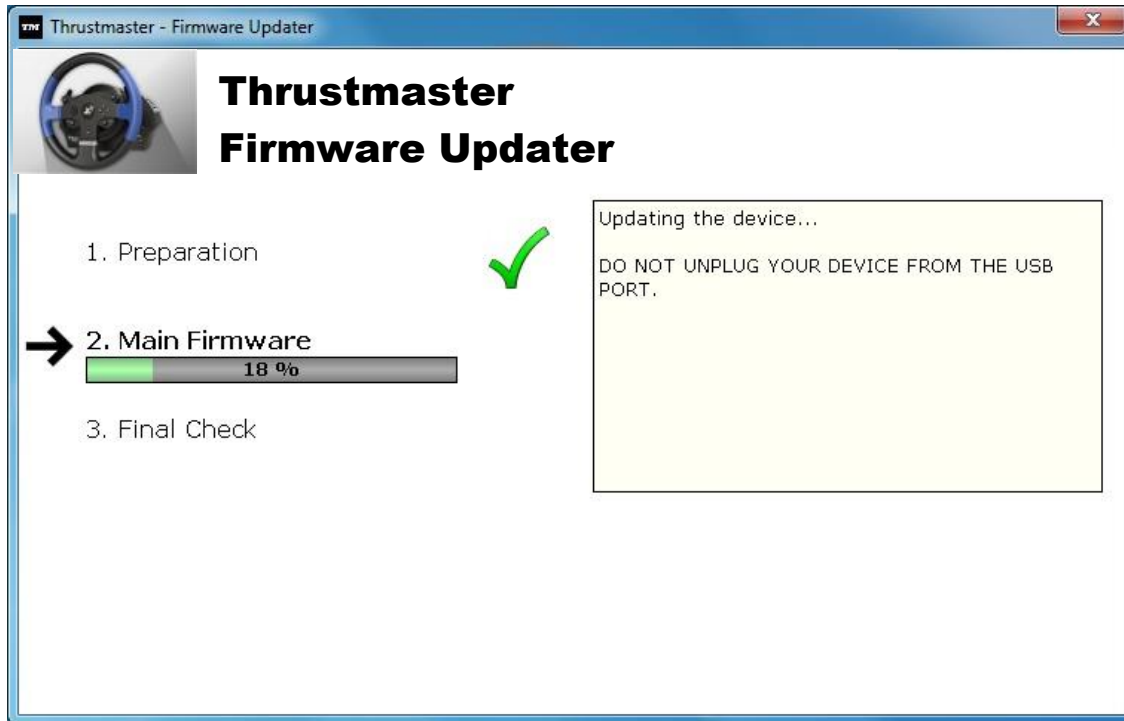 TM Thrustmaster - Firmware Updater
Thrustmaster
Firmware Updater
1. Preparation
2. Main Firmware
18 %
3. Final Check
Updating the device...
DO NOT UNPLUG YOUR DEVICE FROM THE USB
PORT.